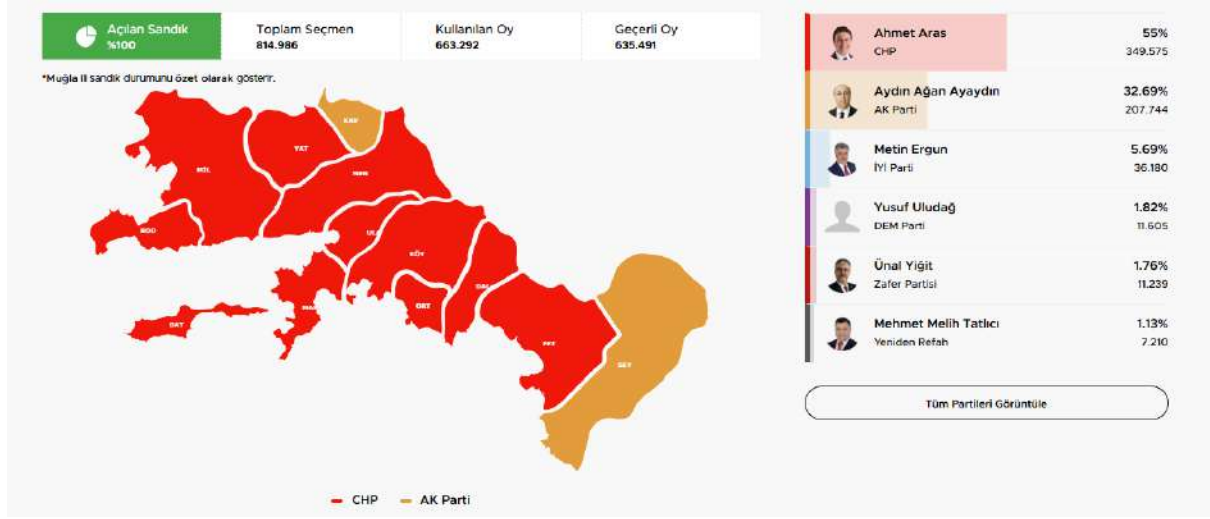 Açılan Sandık
%100
Toplam Seçmen
814.986
Kullanılan Oy
663.292
Geçerli Oy
635.491
*Muğla ili sandık durumunu özet olarak gösterir.
KAV
YAT
MİL
MEN
BOD
ULA
KÖY
DAL
ORT
MAR
DAT
FET
SEY
CHP
AK Parti
Ahmet Aras
55%
CHP
349.575
Aydın Ağan Ayaydın
32.69%
AK Parti
207.744
Metin Ergun
5.69%
İYİ Parti
36.180
Yusuf Uludağ
1.82%
DEM Parti
11.605
Ünal Yiğit
1.76%
Zafer Partisi
11.239
Mehmet Melih Tatlıcı
1.13%
Yeniden Refah
7.210
Tüm Partileri Görüntüle